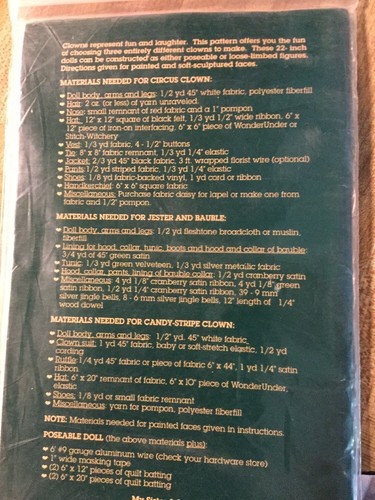 Clowns represent fun and laughter. This pattern offers you the fun
of choosing three entirely different clowns to make. These 22- inch
dolls can be constructed as either poseable or loose-limbed figures.
Directions given for painted and soft-sculptured faces.
MATERIALS NEEDED FOR CIRCUS CLOWN:
Doll body, arms and legs: 1/2 yd 45" white fabric, polyester fiberfill
Hair: 2 oz. (or less) of yarn unraveled.
Nose: small remnant of red fabric and a 1" pompon
Hat: 12" x 12" square of black felt, 1 3/3 yd 1/2" wide ribbon, 6" x
12" piece of iron-on interfacing, 6" x 6" piece of WonderUnder or
Stitch-Witchery
Vest: 1/3 yd fabric, 4 - 1/2" buttons
Tie: 8" x 8" fabric remnant, 1 3/4" elastic
Jacket: 2/3 yd 45" black fabric, 3 ft. wrapped florist wire (optional)
Pants: 1/2 yd striped fabric, 1 3/4" elastic
Shoes: 1/8 yd fabric-backed vinyl, 1 yd cord or ribbon
Handkerchief: 6" x 6" square fabric
Miscellaneous: Purchase fabric daisy for lapel or make one from
fabric and 1/2" pompon.
MATERIALS NEEDED FOR JESTER AND BAUBLE:
Doll body, arms and legs: 1/2 yd fleshtone broadcloth or muslin,
fiberfill
Lining for hood, collar, tunic, boots and hood and collar of bauble:
3/4 yd of 45" green satin
Tunic: 1/3 yd green velveteen, 1/3 yd silver metallic fabric
Hood, collar, pants, lining of bauble collar: 1/2 yd cranberry satin
Miscellaneous: 4 yd 1/8" cranberry satin ribbon, 4 yd 1/8" green
satin ribbon, 1/2 yd 1/4" cranberry satin ribbon, 39 - 9 mm
silver jingle bells, 8 - 6 mm silver jingle bells, 12" length of 1/4"
wood dowel
MATERIALS NEEDED FOR CANDY-STRIPE CLOWN:
Doll body, arms and legs: 1/2" yd. 45" white fabric
Clown suit: 1 yd 45" fabric, baby or soft-stretch elastic, 1/2 yd
cording
Ruffle: 1/4 yd 45" fabric or piece of fabric 6" x 44", 1 yd 1/4" satin
ribbon
Hat: 6" x 20" remnant of fabric, 6" x 10" piece of WonderUnder,
elastic
Shoes: 1/8 yd or small fabric remnant
Miscellaneous: yarn for pompon, polyester fiberfill
NOTE: Materials needed for painted faces given in instructions.
POSEABLE DOLL (the above materials plus):
6' #9 gauge aluminum wire (check your hardware store)
1" wide masking tape
(2) 6" x 12" pieces of quilt batting
(2) 6" x 20" pieces of quilt batting